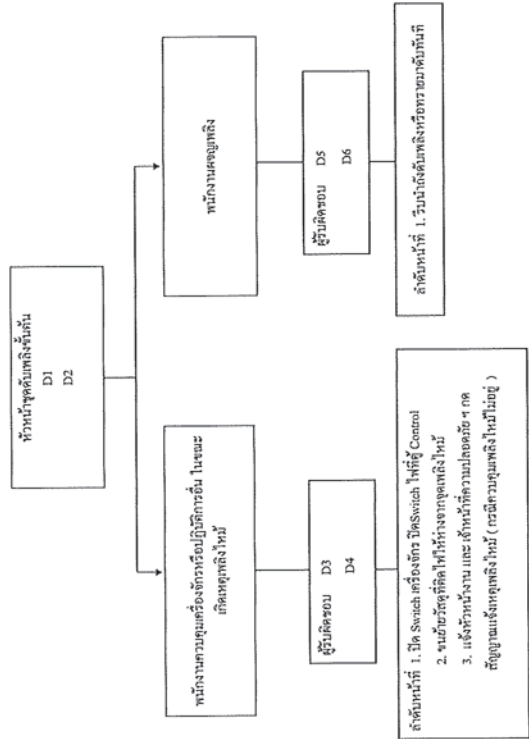 หัวหน้าชุดดับเพลิงขั้นต้น
D1
D2
พนักงานควบคุมเครื่องจักรหรือปฏิบัติการอื่น ในขณะ
เกิดเหตุเพลิงไหม้
ผู้รับผิดชอบ D3
D4
ลำดับหน้าที่ 1. ปิด Switch เครื่องจักร ปิดSwitch ไฟที่ตู้ Control
2. ขนย้ายวัสดุที่ติดไฟให้ห่างจากจุดเพลิงไหม้
3. แจ้งหัวหน้างาน และ เจ้าหน้าที่ความปลอดภัย ฯ กด
สัญญาณแจ้งเหตุเพลิงไหม้ ( กรณีควบคุมเพลิงไหม้ไม่อยู่ )
พนักงานผจญเพลิง
ผู้รับผิดชอบ D5
D6
ลำดับหน้าที่ 1. รีบนำถังดับเพลิงหรือทรายมาดับทันที